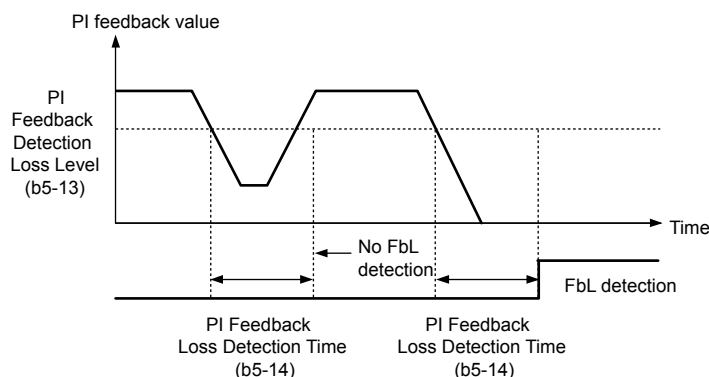 PI feedback value
PI
Feedback
Detection
Loss Level
(b5-13)
Time
No FbL
detection
FbL detection
PI Feedback
Loss Detection Time
(b5-14)
PI Feedback
Loss Detection Time
(b5-14)